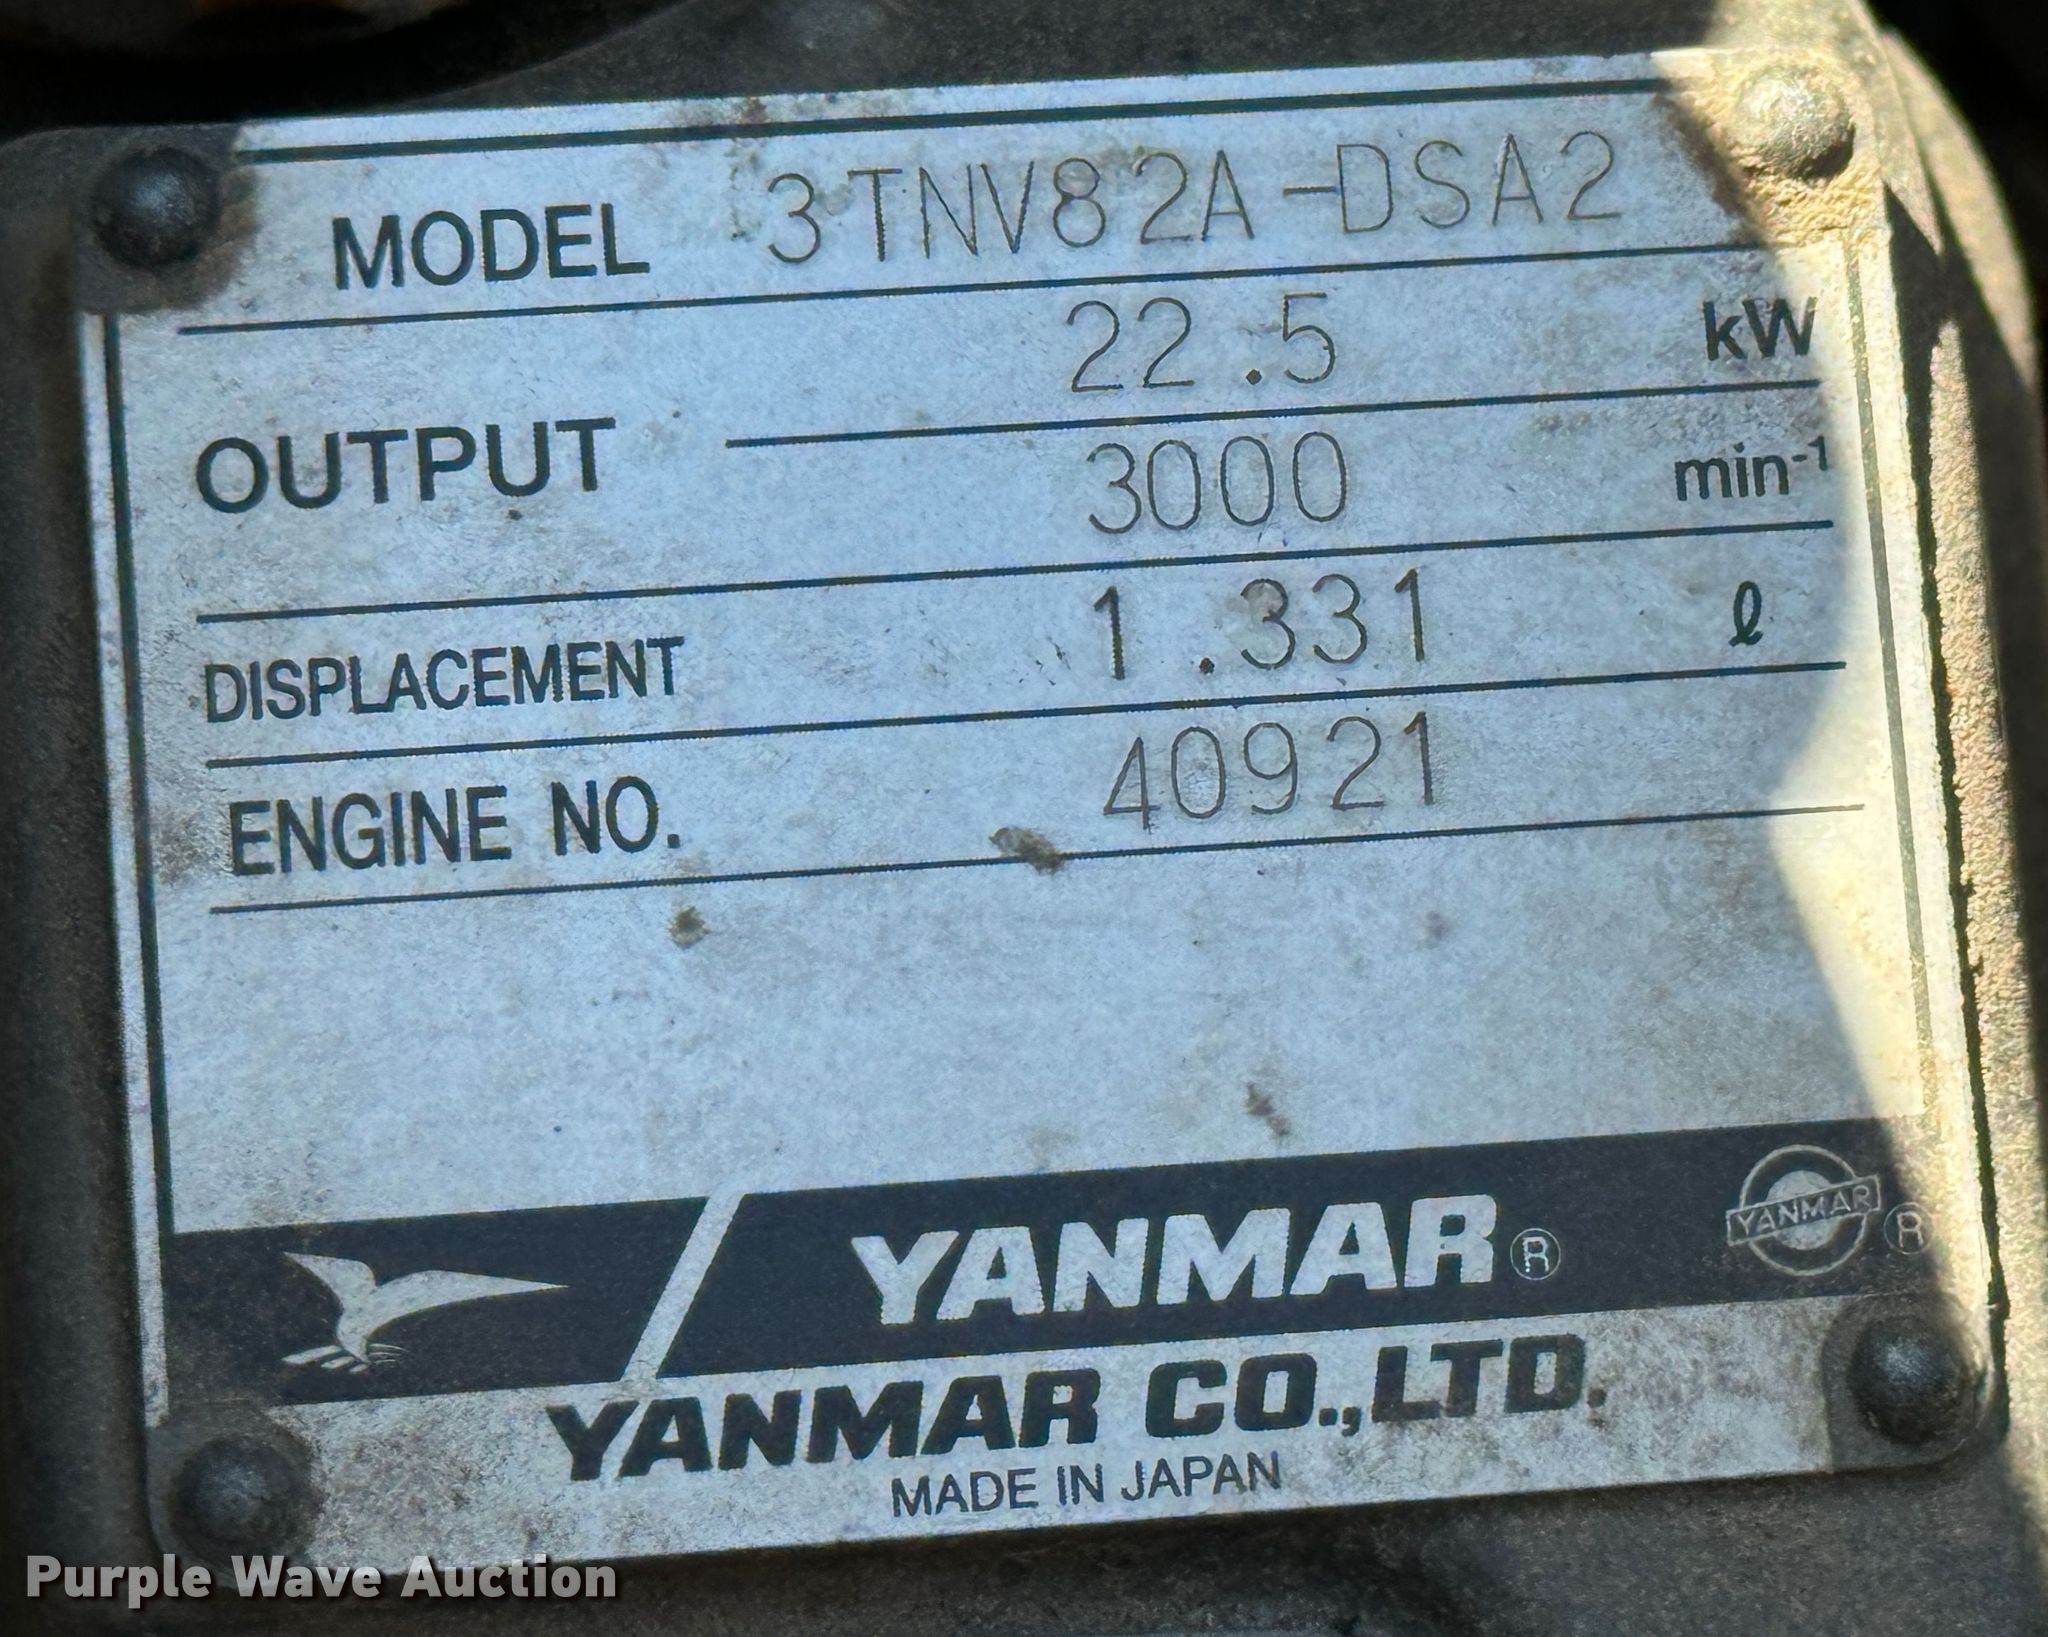 MODEL 3TNV82A-DSA2
22.5 kW
OUTPUT
3000 min-1
DISPLACEMENT 1.331 ℓ
ENGINE NO. 40921
YANMAR® YANMAR ®
YANMAR CO.,LTD.
MADE IN JAPAN
Purple Wave Auction